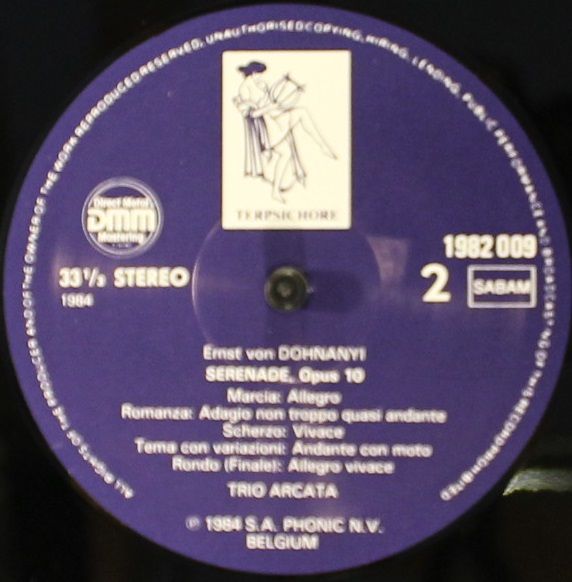 ALL RIGHTS OF THE PRODUCER AND OF THE OWNER OF THE WORK REPRODUCED RESERVED, UNAUTHORISED COPYING, HIRING, LENDING, PUBLIC PERFORMANCE AND BROADCASTING OF THIS RECORD PROHIBITED
TERPSICHORE
Direct Metal
DMM
Mastering
1982 009
33 1/3 STEREO
2
SABAM
1984
Ernst von DOHNANYI
SERENADE, Opus 10
Marcia: Allegro
Romanza: Adagio non troppo quasi andante
Scherzo: Vivace
Tema con variazioni: Andante con moto
Rondo (Finale): Allegro vivace
TRIO ARCATA
℗ 1984 S.A. PHONIC N.V.
BELGIUM